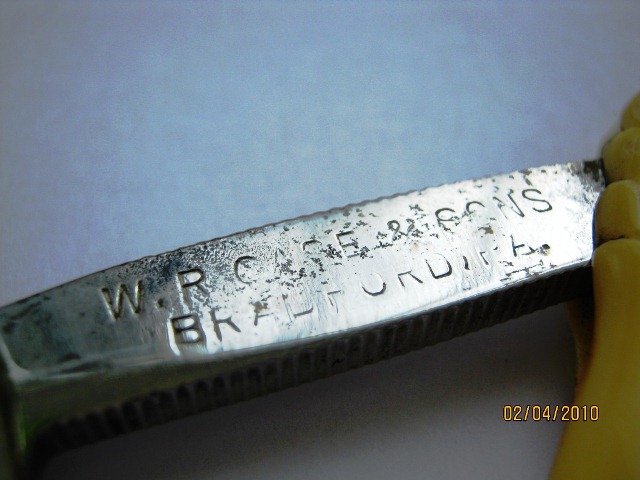 W. R. CASE & SONS
BRADFORD, PA.
02/04/2010